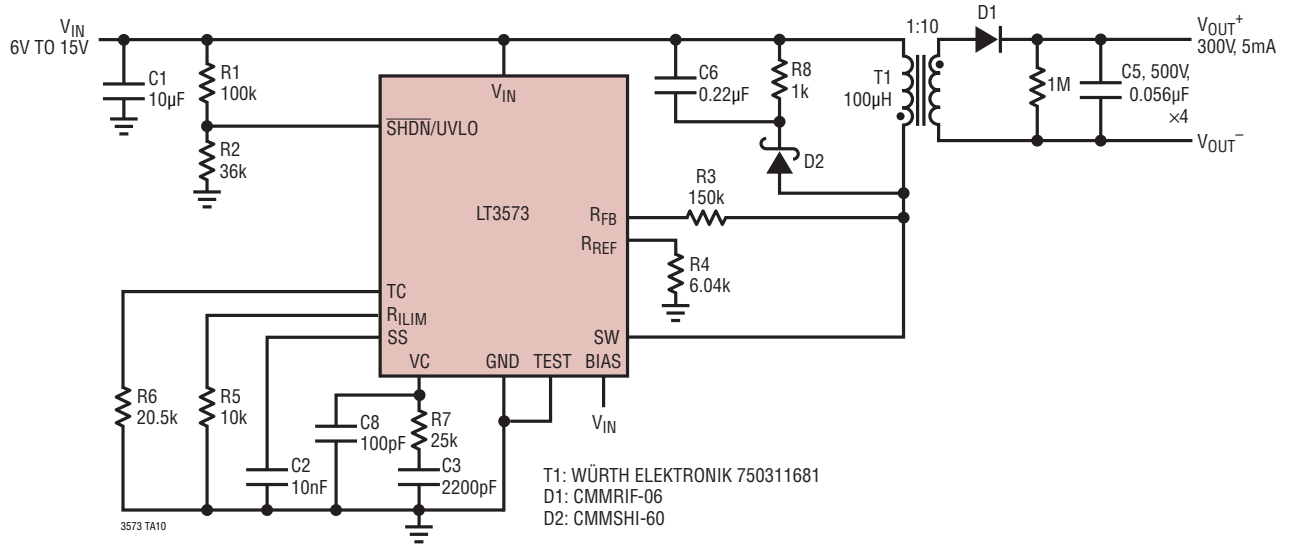 VIN
6V TO 15V
C1
10µF
R1
100k
R2
36k
VIN
SHDN/UVLO
LT3573
RFB
RREF
TC
RILIM
SS
SW
VC
GND
TEST
BIAS
VIN
C6
0.22µF
R8
1k
D2
R3
150k
R4
6.04k
T1
100µH
1:10
D1
1M
C5, 500V,
0.056µF
×4
VOUT+
300V, 5mA
VOUT–
R6
20.5k
R5
10k
C2
10nF
C8
100pF
R7
25k
C3
2200pF
T1: WÜRTH ELEKTRONIK 750311681
D1: CMMRIF-06
D2: CMMSHI-60
3573 TA10